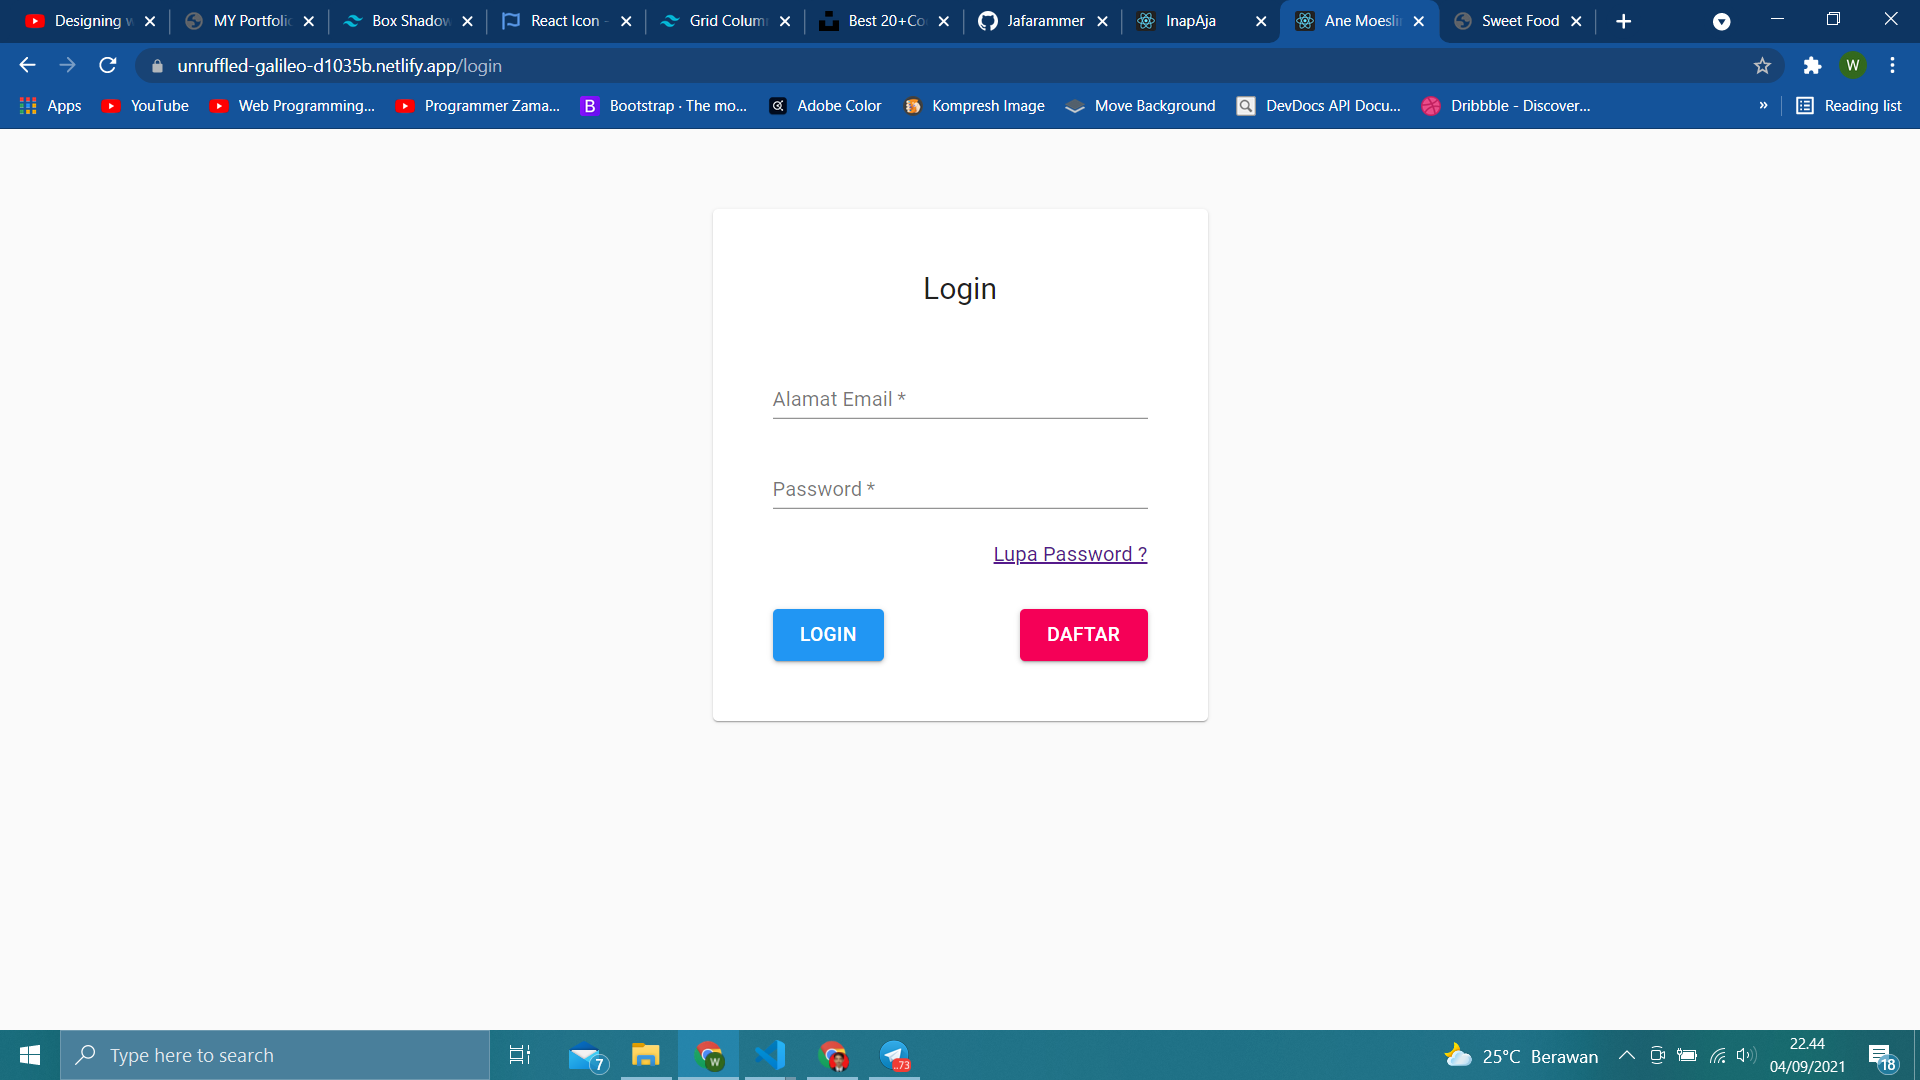 Designing w
MY Portfolio
Box Shadow
React Icon -
Grid Column
Best 20+Co
Jafarammer
InapAja
Ane Moesli
Sweet Food
unruffled-galileo-d1035b.netlify.app/login
W
Apps
YouTube
Web Programming...
Programmer Zama...
B
Bootstrap · The mo...
Adobe Color
Kompresh Image
Move Background
DevDocs API Docu...
Dribbble - Discover...
»
Reading list
Login
Alamat Email *
Password *
Lupa Password ?
LOGIN
DAFTAR
Type here to search
7
W
..73
25°C Berawan
22.44
04/09/2021
18